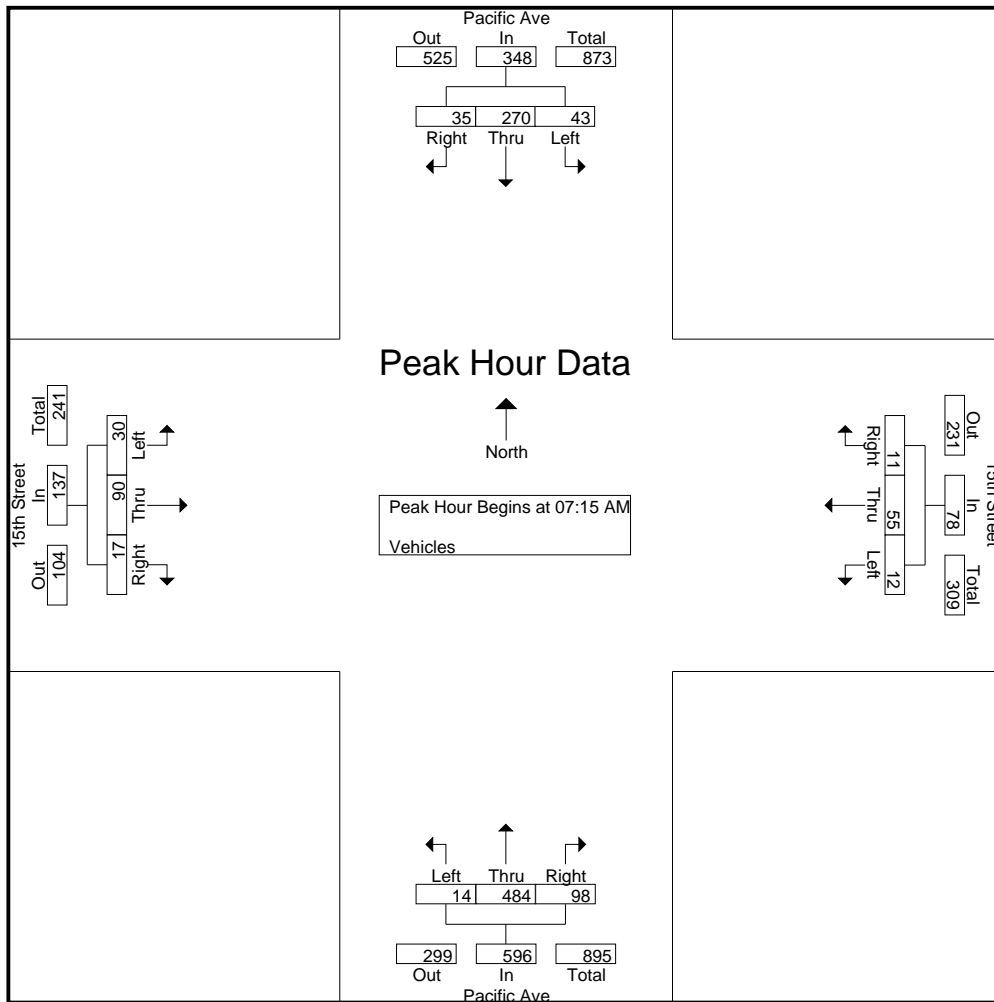 Pacific Ave
Out In Total
525 348 873
35 270 43
Right Thru Left
Peak Hour Data
North
Peak Hour Begins at 07:15 AM
Vehicles
15th Street
Total In Out
241 137 104
30 90 17
Left Thru Right
Right Thru Left
11 55 12
Out In Total
231 78 309
15th Street
Left Thru Right
14 484 98
299 596 895
Out In Total
Pacific Ave